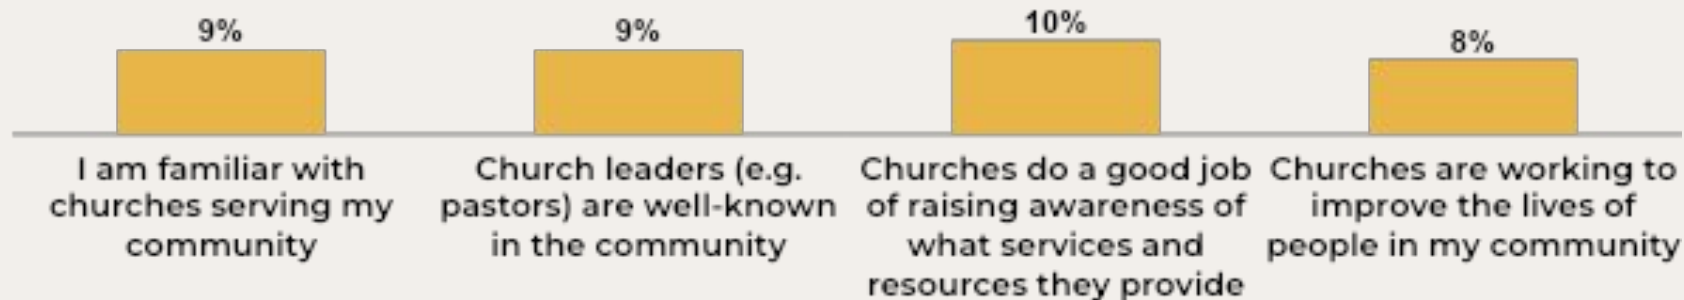 9%
9%
10%
8%
I am familiar with
churches serving my
community
Church leaders (e.g.
pastors) are well-known
in the community
Churches do a good job
of raising awareness of
what services and
resources they provide
Churches are working to
improve the lives of
people in my community